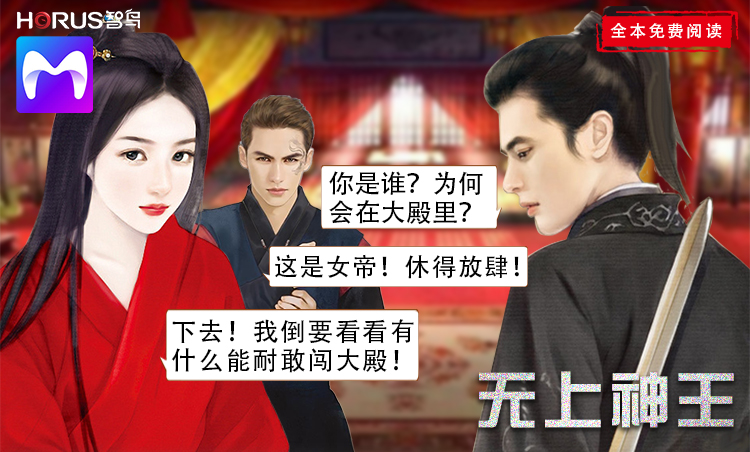 HORUS智鸟
全本免费阅读
你是谁？为何
会在大殿里？
这是女帝！休得放肆！
下去！我倒要看看有
什么能耐敢闯大殿！
无上神王